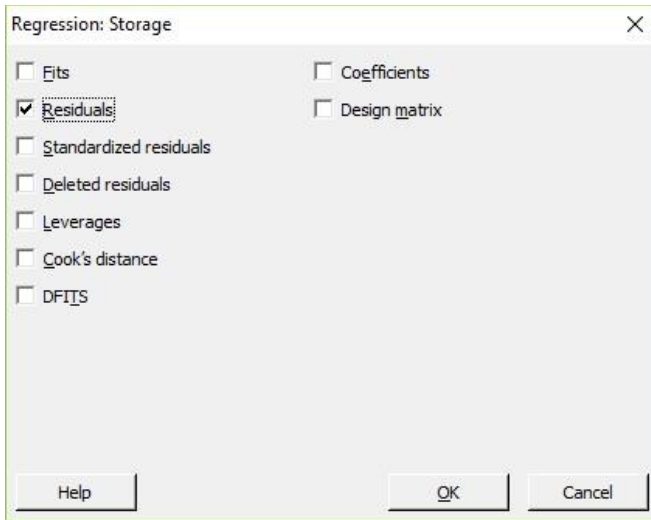 Regression: Storage
Fits
Coefficients
Residuals
Design matrix
Standardized residuals
Deleted residuals
Leverages
Cook's distance
DFITS
Help
OK
Cancel